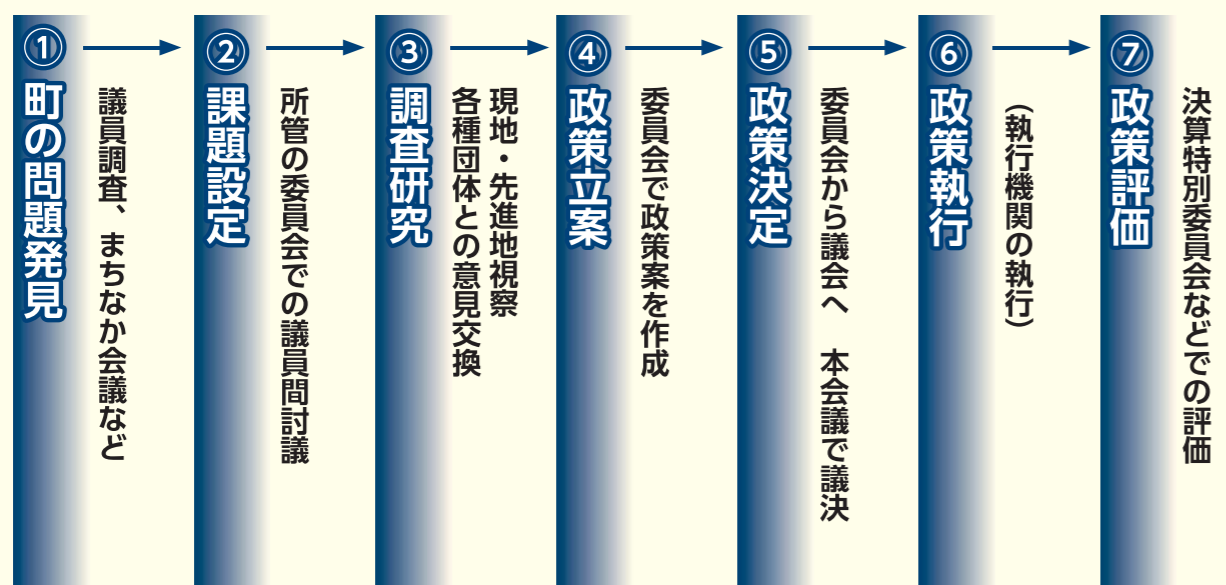 ①町の問題発見
議員調査、まちなか会議など
②課題設定
所管の委員会での議員間討議
③調査研究
現地・先進地視察
各種団体との意見交換
④政策立案
委員会で政策案を作成
⑤政策決定
委員会から議会へ　本会議で議決
⑥政策執行
(執行機関の執行)
⑦政策評価
決算特別委員会などでの評価